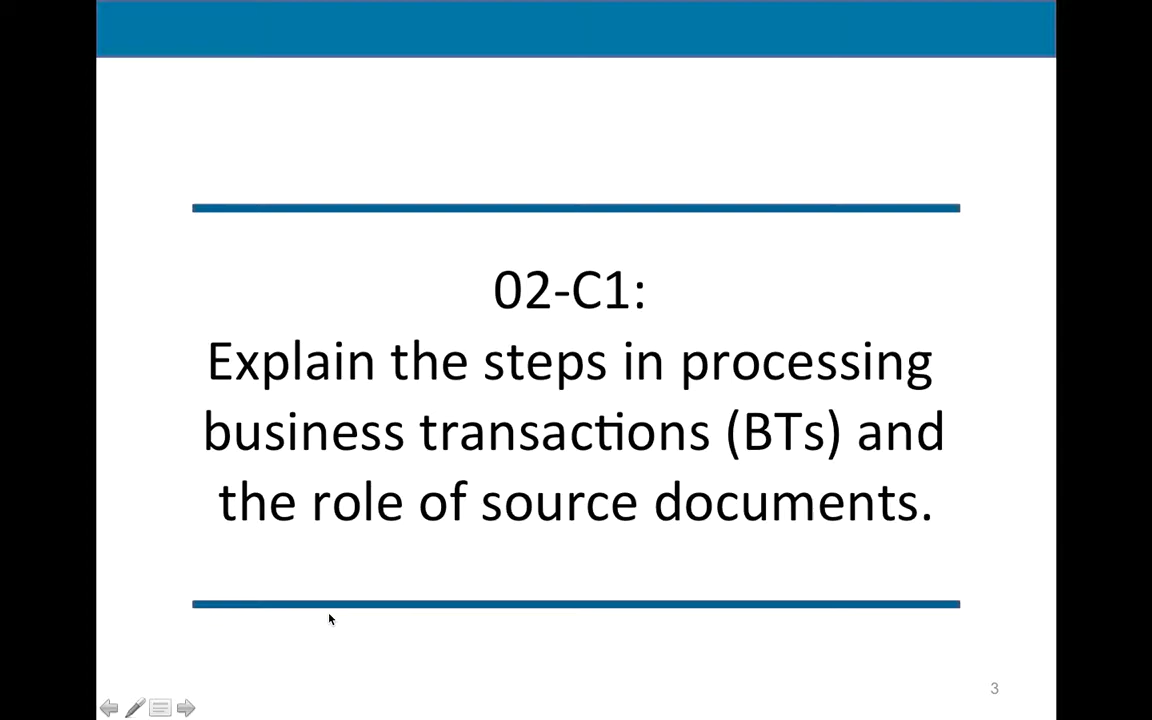 02-C1:
Explain the steps in processing
business transactions (BTs) and
the role of source documents.
3